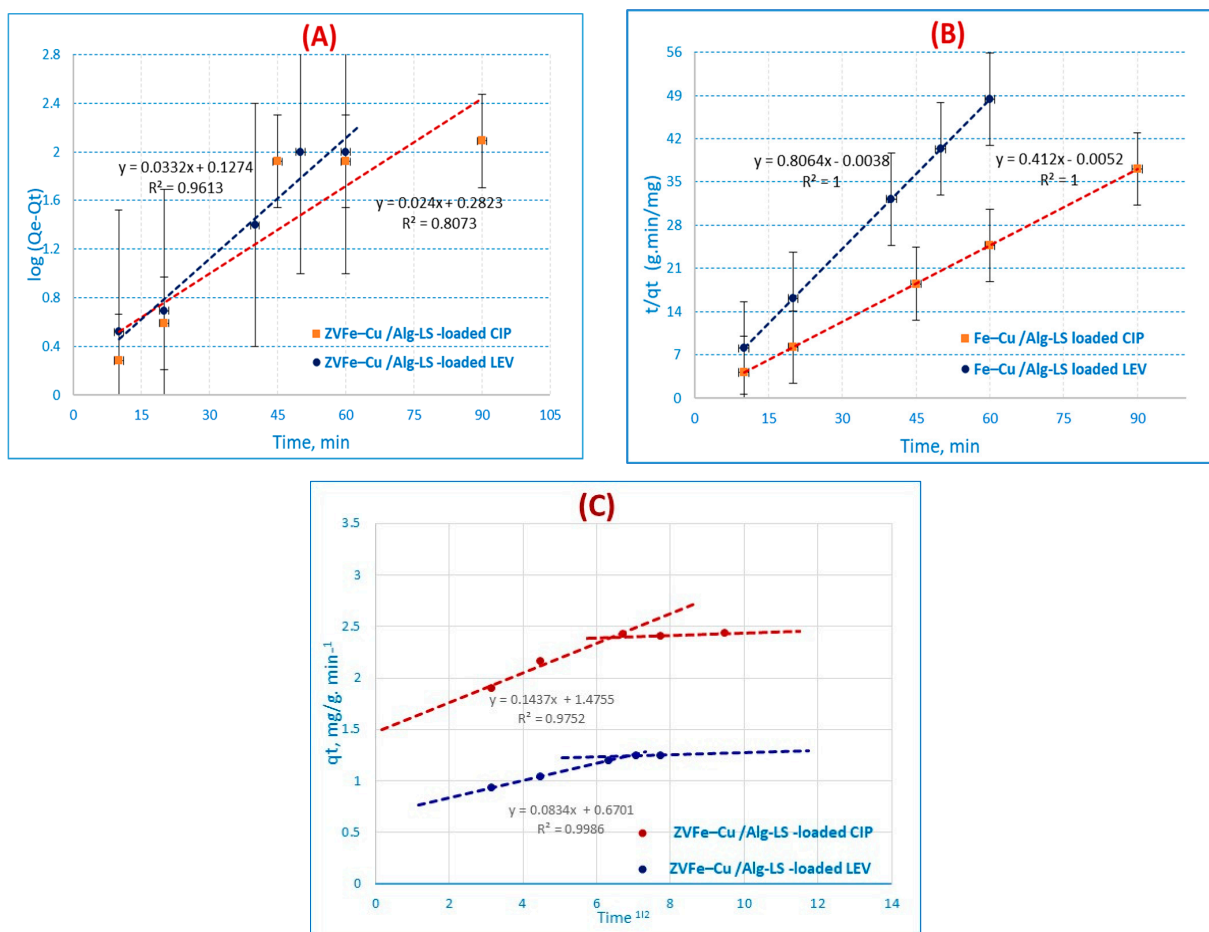 (A)
2.8
2.4
2
1.6
1.2
0.8
0.4
0
log (Qe-Qt)
y = 0.0332x + 0.1274
R² = 0.9613
y = 0.024x + 0.2823
R² = 0.8073
ZVFe–Cu /Alg-LS -loaded CIP
ZVFe–Cu /Alg-LS -loaded LEV
0 15 30 45 60 75 90 105
Time, min
(B)
56
49
42
35
28
21
14
7
0
t/qt (g.min/mg)
y = 0.8064x - 0.0038
R² = 1
y = 0.412x - 0.0052
R² = 1
Fe–Cu /Alg-LS loaded CIP
Fe–Cu /Alg-LS loaded LEV
0 15 30 45 60 75 90
Time, min
(C)
3.5
3
2.5
2
1.5
1
0.5
0
qt, mg/g. min-1
y = 0.1437x + 1.4755
R² = 0.9752
y = 0.0834x + 0.6701
R² = 0.9986
ZVFe–Cu /Alg-LS -loaded CIP
ZVFe–Cu /Alg-LS -loaded LEV
0 2 4 6 8 10 12 14
Time 1l2